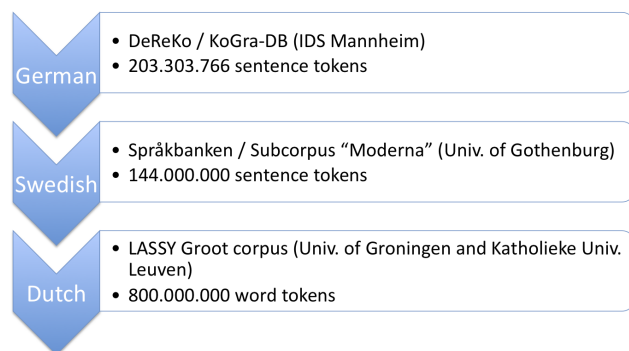 German
• DeReKo / KoGra-DB (IDS Mannheim)
• 203.303.766 sentence tokens
Swedish
• Språkbanken / Subcorpus “Moderna” (Univ. of Gothenburg)
• 144.000.000 sentence tokens
Dutch
• LASSY Groot corpus (Univ. of Groningen and Katholieke Univ.
Leuven)
• 800.000.000 word tokens